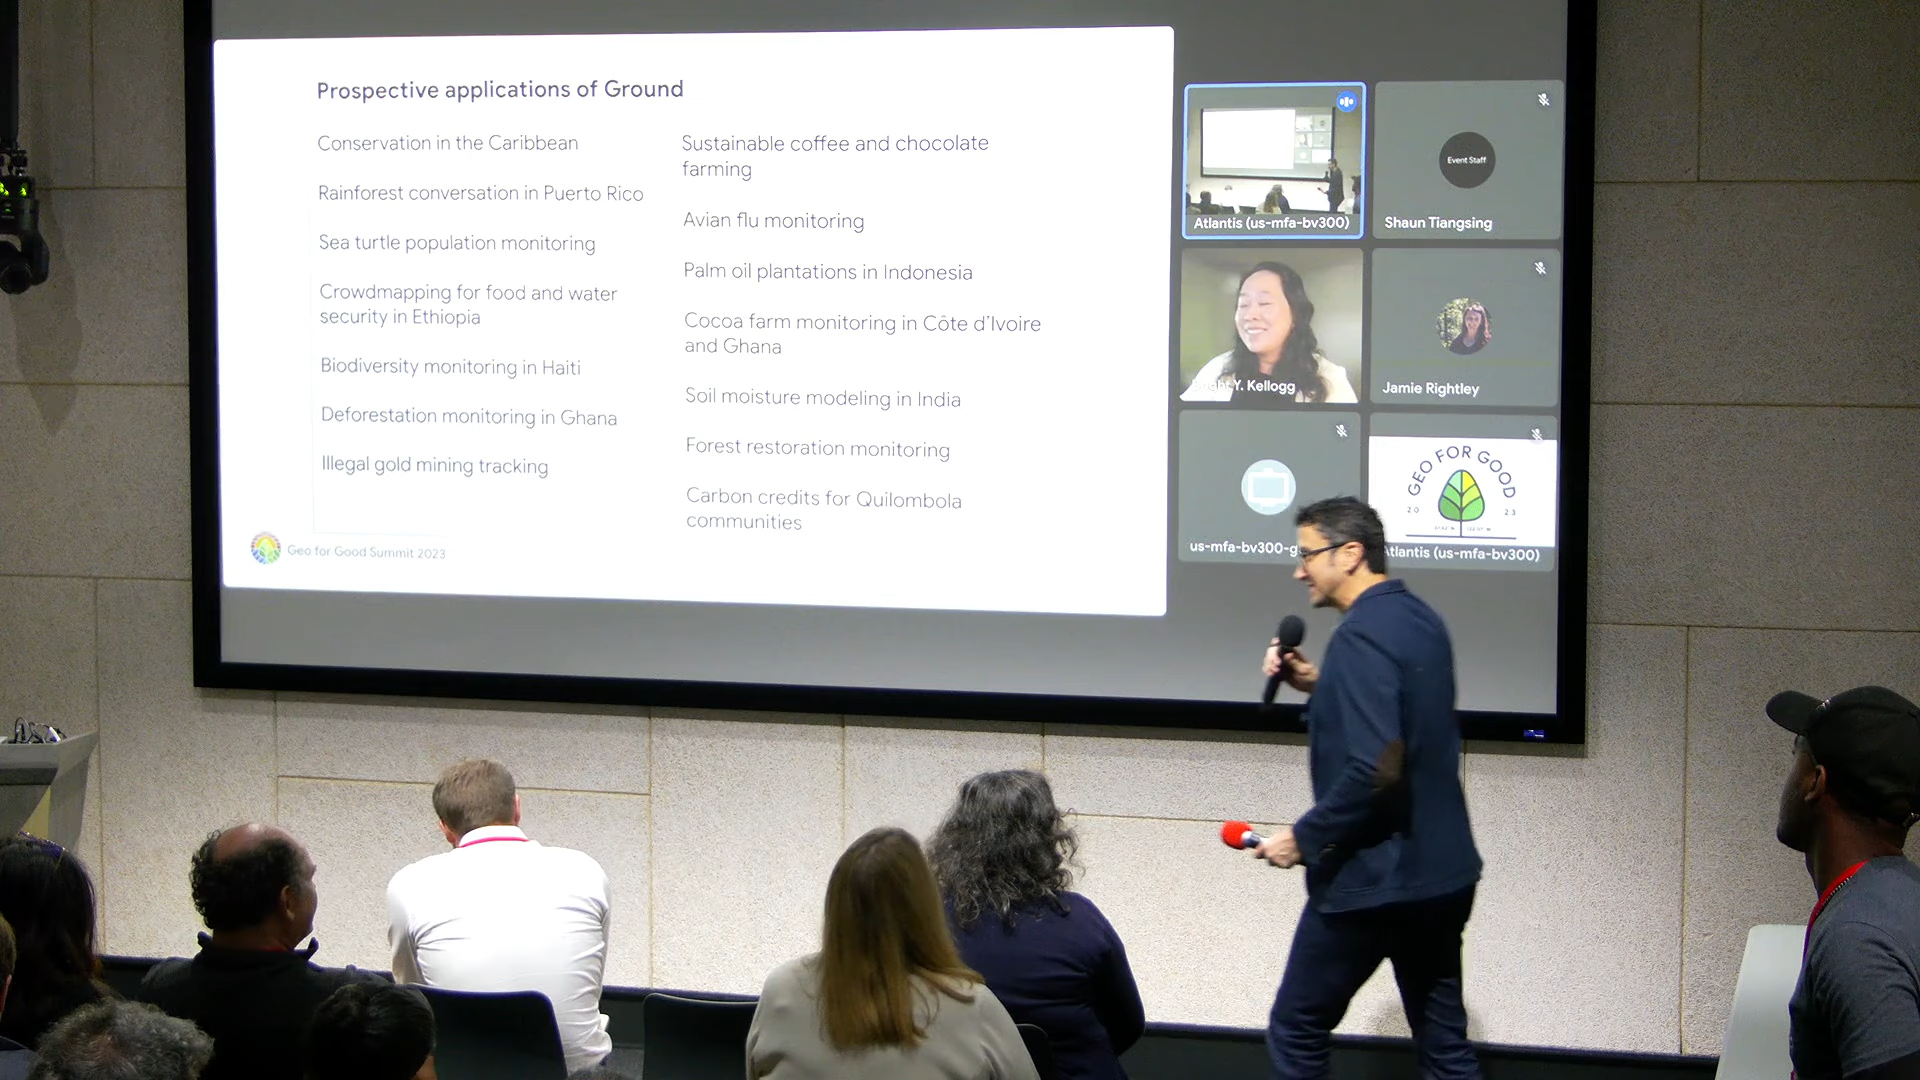 Prospective applications of Ground
Conservation in the Caribbean
Rainforest conversation in Puerto Rico
Sea turtle population monitoring
Crowdmapping for food and water
security in Ethiopia
Biodiversity monitoring in Haiti
Deforestation monitoring in Ghana
Illegal gold mining tracking
Sustainable coffee and chocolate
farming
Avian flu monitoring
Palm oil plantations in Indonesia
Cocoa farm monitoring in Côte d'Ivoire
and Ghana
Soil moisture modeling in India
Forest restoration monitoring
Carbon credits for Quilombola
communities
Geo for Good Summit 2023
Atlantis (us-mfa-bv300)
Event Staff
Shaun Tiangsing
Y. Kellogg
Jamie Rightley
us-mfa-bv300-g
GEO FOR GOOD
20 23
Atlantis (us-mfa-bv300)